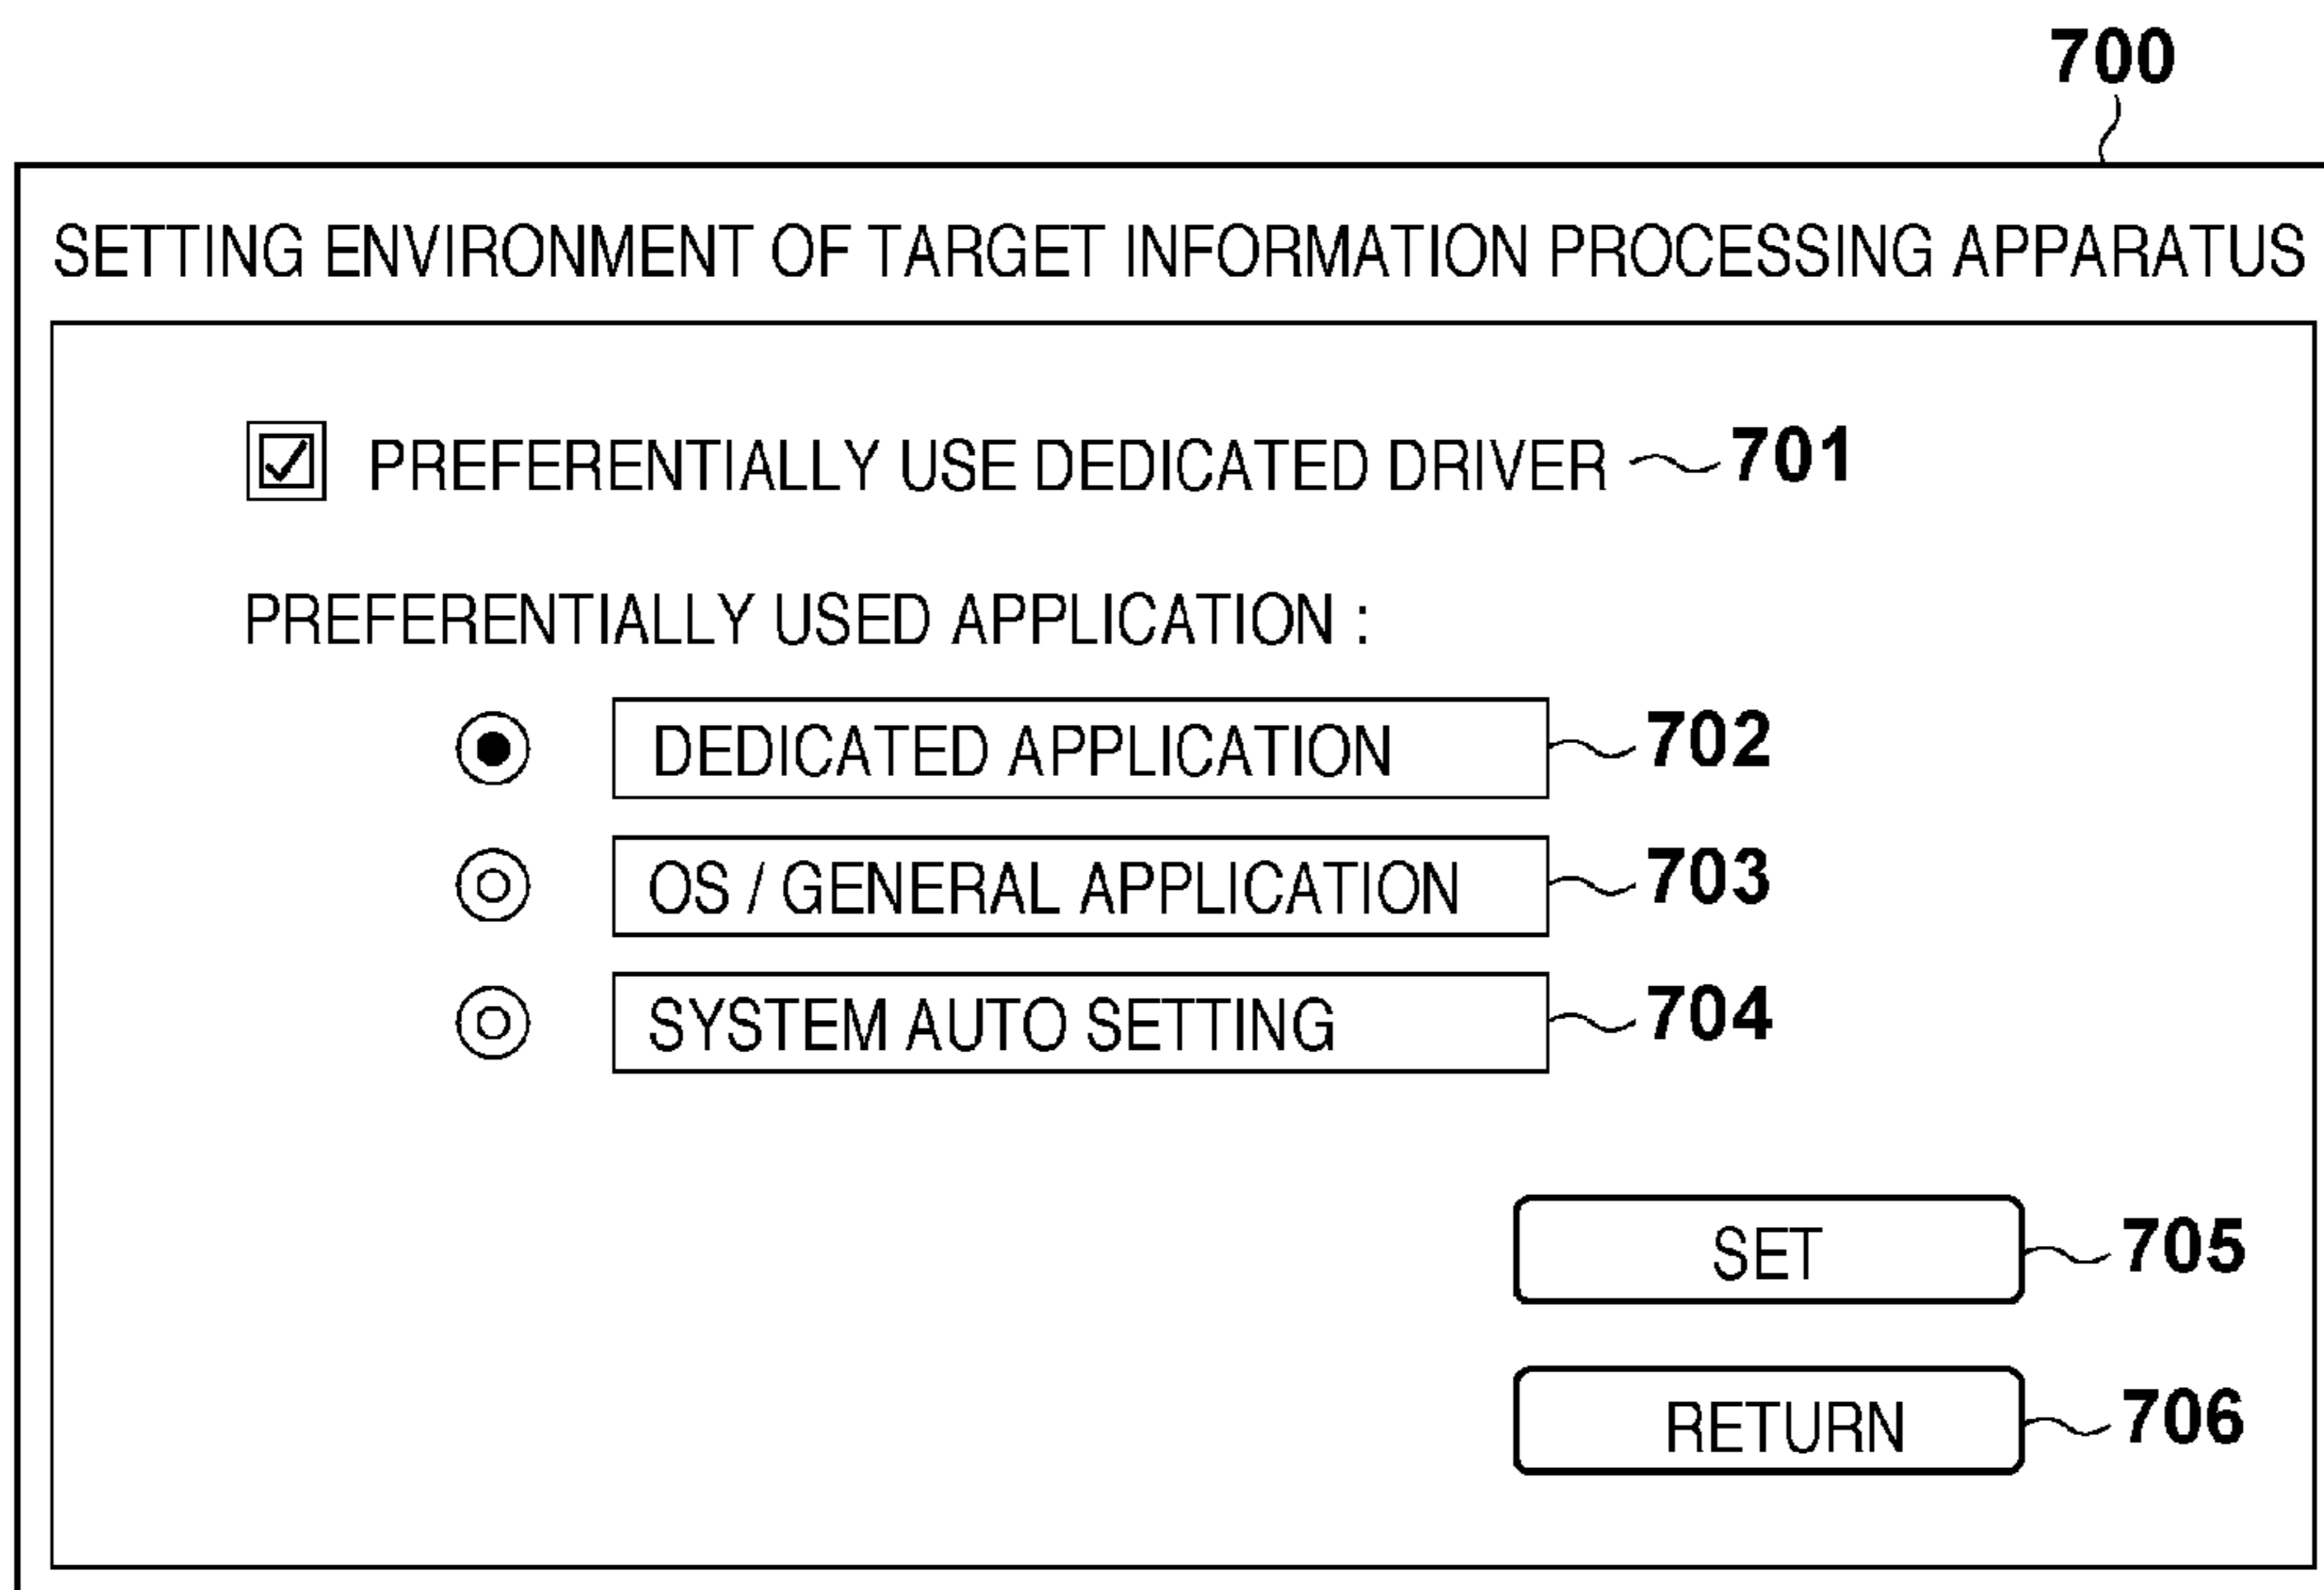 700
SETTING ENVIRONMENT OF TARGET INFORMATION PROCESSING APPARATUS
PREFERENTIALLY USE DEDICATED DRIVER 701
PREFERENTIALLY USED APPLICATION :
DEDICATED APPLICATION 702
OS / GENERAL APPLICATION 703
SYSTEM AUTO SETTING 704
SET 705
RETURN 706